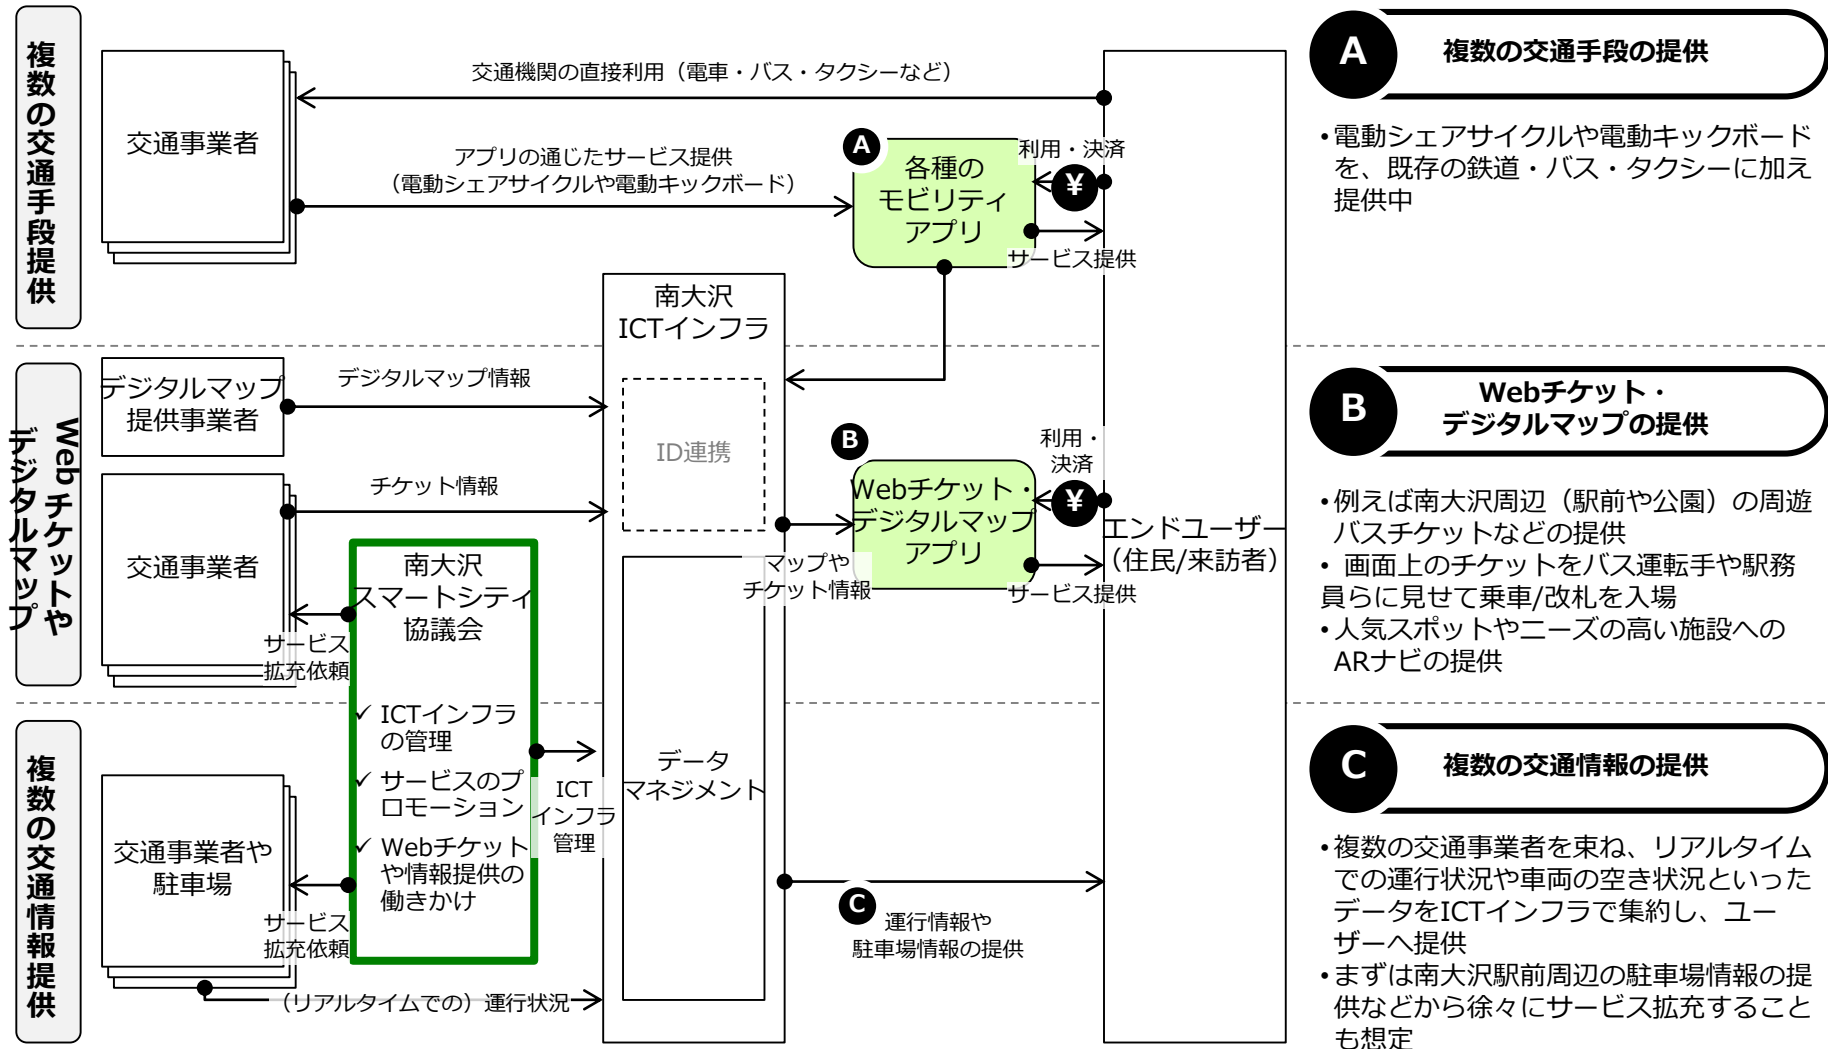 複数の交通手段提供
交通事業者
交通機関の直接利用（電車・バス・タクシーなど）
アプリの通じたサービス提供
（電動シェアサイクルや電動キックボード）
A
各種の
モビリティ
アプリ
利用・決済
¥
サービス提供
南大沢
ICTインフラ
Webチケットや
デジタルマップ
デジタルマップ
提供事業者
デジタルマップ情報
ID連携
交通事業者
チケット情報
B
Webチケット・
デジタルマップ
アプリ
利用・
決済
¥
サービス提供
マップや
チケット情報
エンドユーザー
（住民/来訪者）
南大沢
スマートシティ
協議会
✓ ICTインフラ
の管理
✓ サービスのプ
ロモーション
✓ Webチケット
や情報提供の
働きかけ
サービス
拡充依頼
ICT
インフラ
管理
データ
マネジメント
複数の交通情報提供
交通事業者や
駐車場
サービス
拡充依頼
（リアルタイムでの）運行状況
C
運行情報や
駐車場情報の提供
A
複数の交通手段の提供
•電動シェアサイクルや電動キックボード
を、既存の鉄道・バス・タクシーに加え
提供中
B
Webチケット・
デジタルマップの提供
•例えば南大沢周辺（駅前や公園）の周遊
バスチケットなどの提供
• 画面上のチケットをバス運転手や駅務
員らに見せて乗車/改札を入場
•人気スポットやニーズの高い施設への
ARナビの提供
C
複数の交通情報の提供
•複数の交通事業者を束ね、リアルタイム
での運行状況や車両の空き状況といった
データをICTインフラで集約し、ユー
ザーへ提供
•まずは南大沢駅前周辺の駐車場情報の提
供などから徐々にサービス拡充すること
も想定